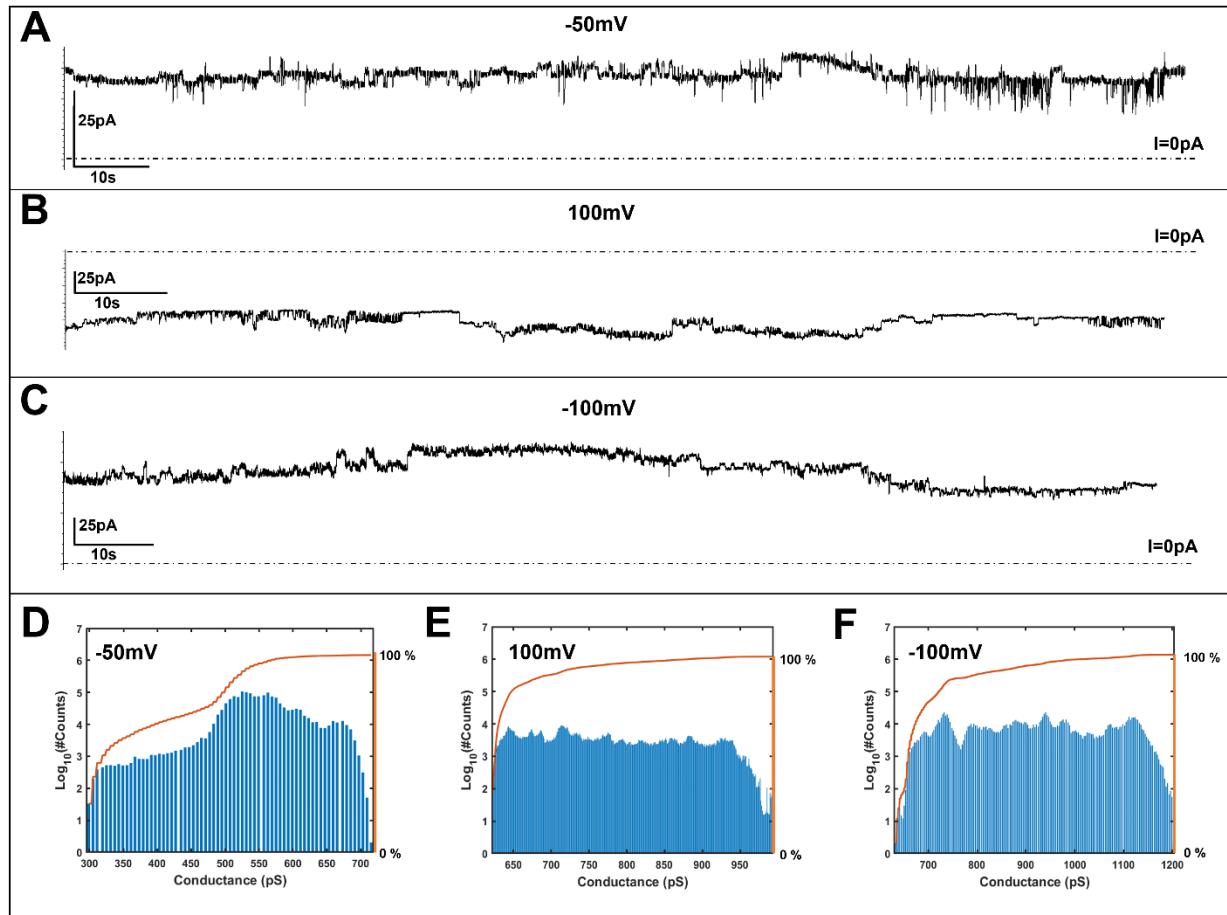 A
-50mV
25pA
10s
I=0pA
B
100mV
I=0pA
25pA
10s
C
-100mV
25pA
10s
I=0pA
D
-50mV
Log10(#Counts)
7
6
5
4
3
2
1
0
100 %
0 %
300 350 400 450 500 550 600 650 700
Conductance (pS)
E
100mV
Log10(#Counts)
7
6
5
4
3
2
1
0
100 %
0 %
650 700 750 800 850 900 950
Conductance (pS)
F
-100mV
Log10(#Counts)
7
6
5
4
3
2
1
0
100 %
0 %
700 800 900 1000 1100 1200
Conductance (pS)